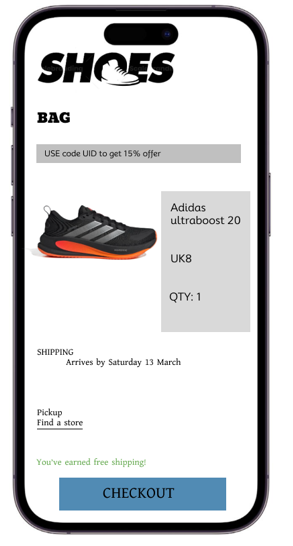 SHOES
BAG
USE code UID to get 15% offer
Adidas
ultraboost 20
UK8
QTY: 1
SHIPPING
Arrives by Saturday 13 March
Pickup
Find a store
You've earned free shipping!
CHECKOUT